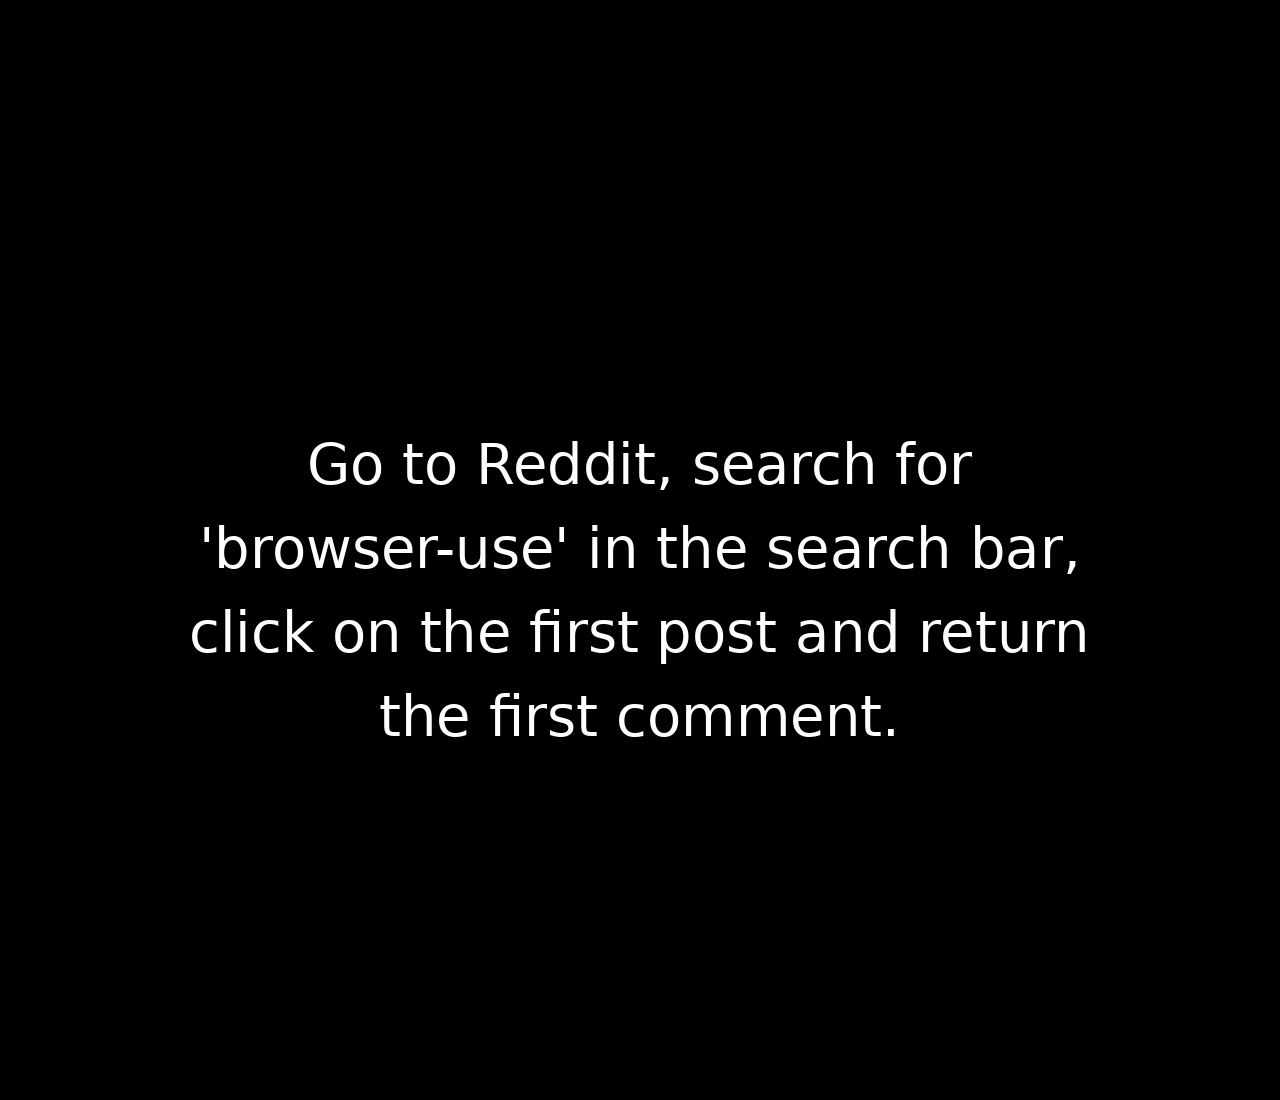 Go to Reddit, search for
'browser-use' in the search bar,
click on the first post and return
the first comment.